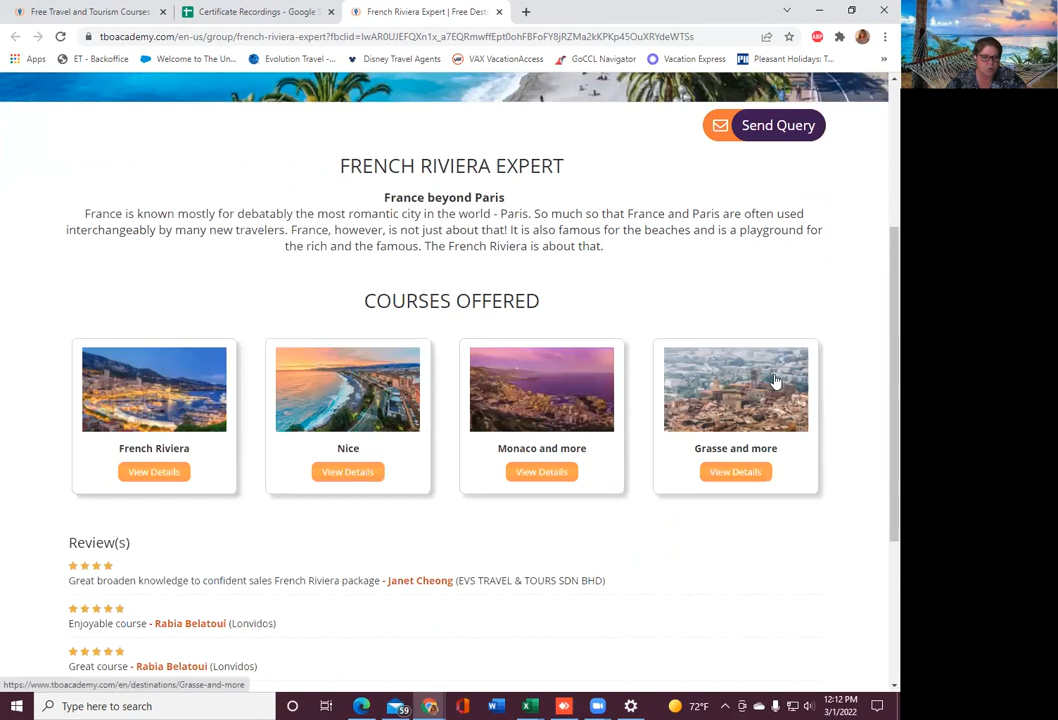 Free Travel and Tourism Courses
Certificate Recordings - Google S
French Riviera Expert | Free Dest
tboacademy.com/en-us/group/french-riviera-expert?fbclid=IwAR0UJEFQXn1x_a7EQRmwffEpt0ohFBFoFY8jRZMa2kKPKp45OuXRYdeWTSs
Apps
ET - Backoffice
Welcome to The Un...
Evolution Travel -...
Disney Travel Agents
VAX VacationAccess
GoCCL Navigator
Vacation Express
Pleasant Holidays: T...
Send Query
FRENCH RIVIERA EXPERT
France beyond Paris
France is known mostly for debatably the most romantic city in the world - Paris. So much so that France and Paris are often used
interchangeably by many new travelers. France, however, is not just about that! It is also famous for the beaches and is a playground for
the rich and the famous. The French Riviera is about that.
COURSES OFFERED
French Riviera
Nice
Monaco and more
Grasse and more
View Details
View Details
View Details
View Details
Review(s)
Great broaden knowledge to confident sales French Riviera package - Janet Cheong (EVS TRAVEL & TOURS SDN BHD)
Enjoyable course - Rabia Belatoui (Lonvidos)
Great course - Rabia Belatoui (Lonvidos)
https://www.tboacademy.com/en/destinations/Grasse-and-more
Type here to search
59
72°F
12:12 PM
3/1/2022